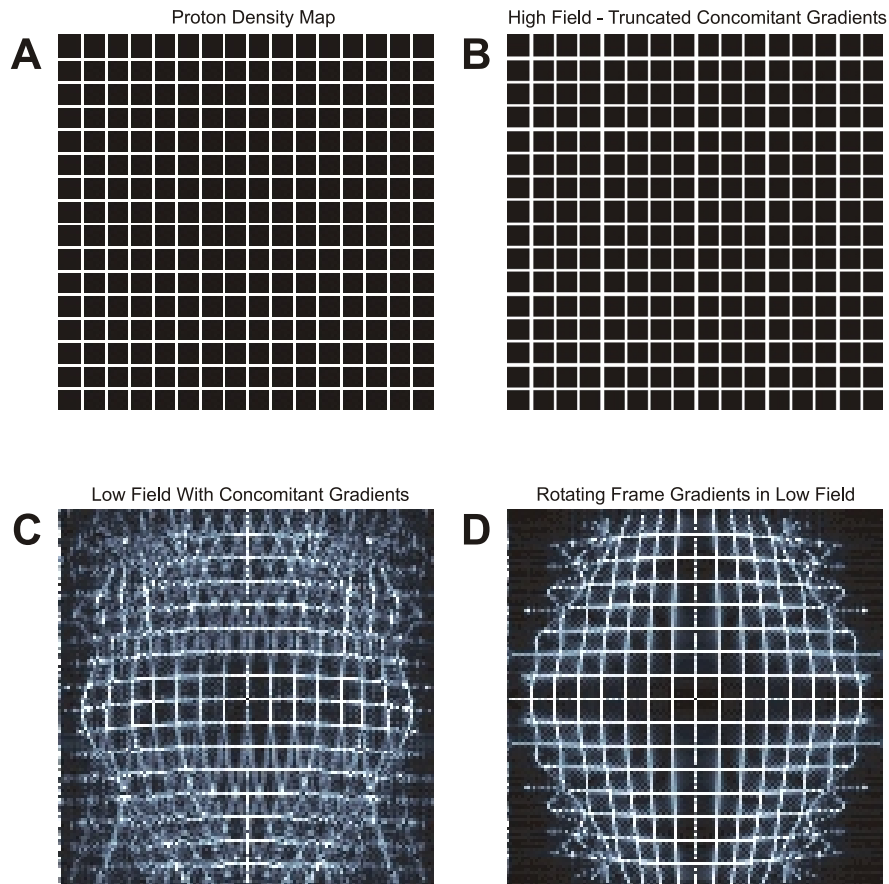 Proton Density Map
High Field - Truncated Concomitant Gradients
A
B
Low Field With Concomitant Gradients
Rotating Frame Gradients in Low Field
C
D